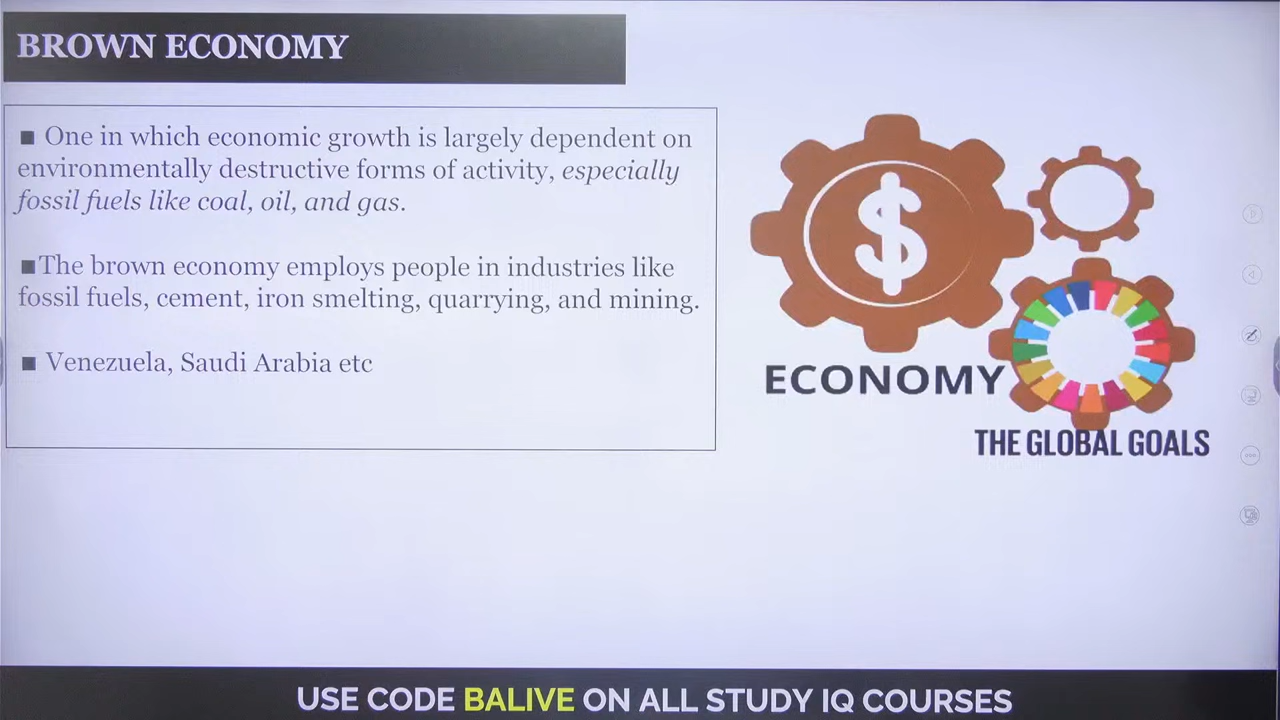 BROWN ECONOMY
■ One in which economic growth is largely dependent on
environmentally destructive forms of activity, especially
fossil fuels like coal, oil, and gas.
■The brown economy employs people in industries like
fossil fuels, cement, iron smelting, quarrying, and mining.
■ Venezuela, Saudi Arabia etc
$
ECONOMY
THE GLOBAL GOALS
USE CODE BALIVE ON ALL STUDY IQ COURSES